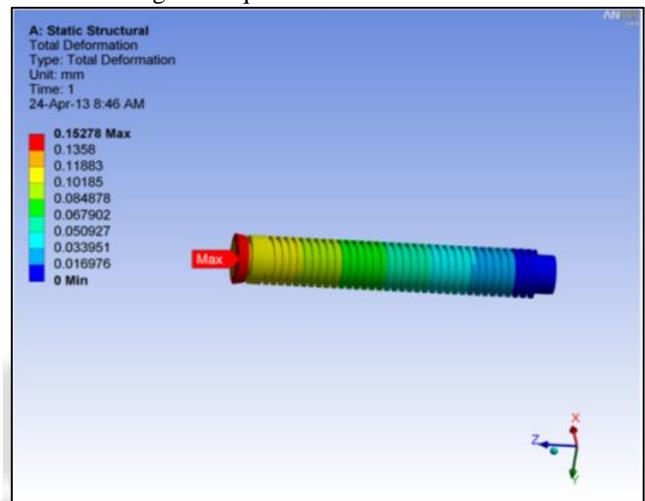 A: Static Structural
Total Deformation
Type: Total Deformation
Unit: mm
Time: 1
24-Apr-13 8:46 AM
0.15278 Max
0.1358
0.11883
0.10185
0.084878
0.067902
0.050927
0.033951
0.016976
0 Min
Max
X
Z
Y